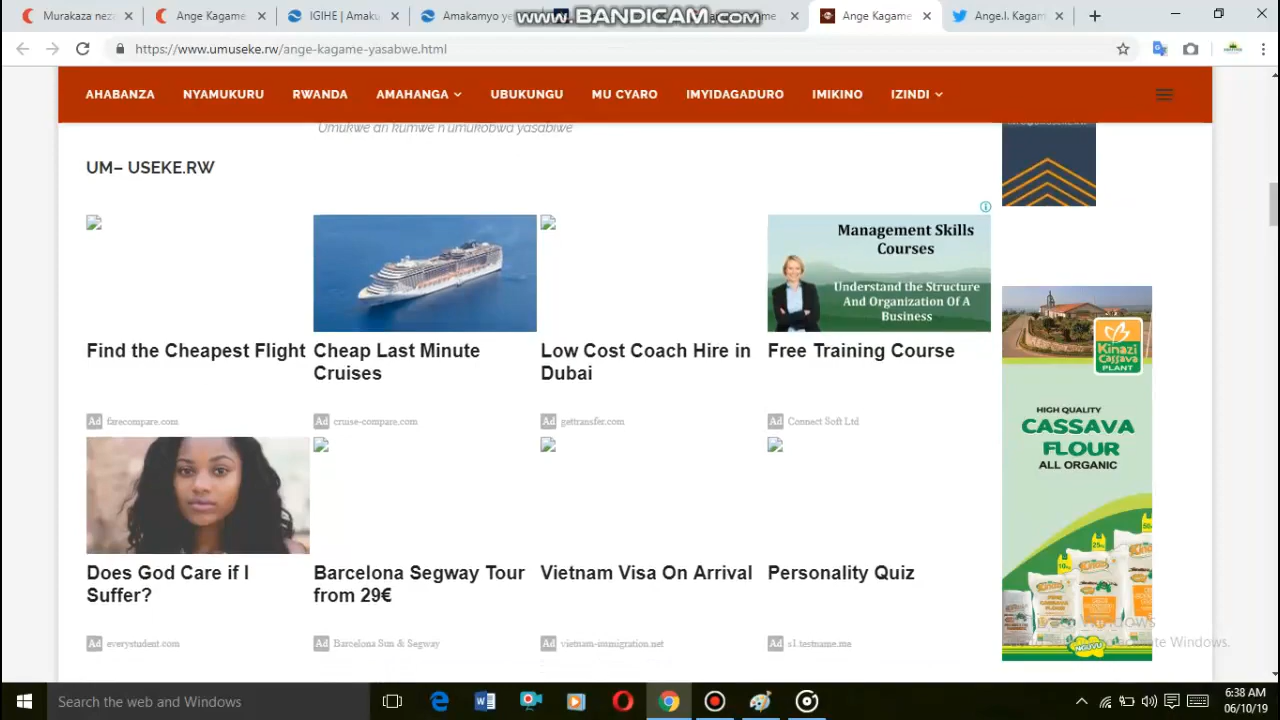 Ange Kagame
Ange Kagame
IGIHE | Amaku
Amakamyo ye
www.BANDICAM.com
Ange Kagam
Ange.I. Kagam
https://www.umuseke.rw/ange-kagame-yasabwe.html
AHABANZA NYAMUKURU RWANDA AMAHANGA UBUKUNGU MU CYARO IMYIDAGADURO IMIKINO IZINDI
Umukwe ari kumwe n'umukobwa yasabiwe
UM– USEKE.RW
Management Skills
Courses
Understand the Structure
And Organization Of A
Business
Find the Cheapest Flight
Ad farecompare.com
Cheap Last Minute
Cruises
Ad cruise-compare.com
Low Cost Coach Hire in
Dubai
Ad gettransfer.com
Free Training Course
Ad Connect Soft Ltd
Does God Care if I
Suffer?
Ad everystudent.com
Barcelona Segway Tour
from 29€
Ad Barcelona Sun & Segway
Vietnam Visa On Arrival
Ad vietnam-immigration.net
Personality Quiz
Ad s1.testname.me
Kinazi
Cassava
PLANT
HIGH QUALITY
CASSAVA
FLOUR
ALL ORGANIC
Search the web and Windows
6:38 AM
06/10/19